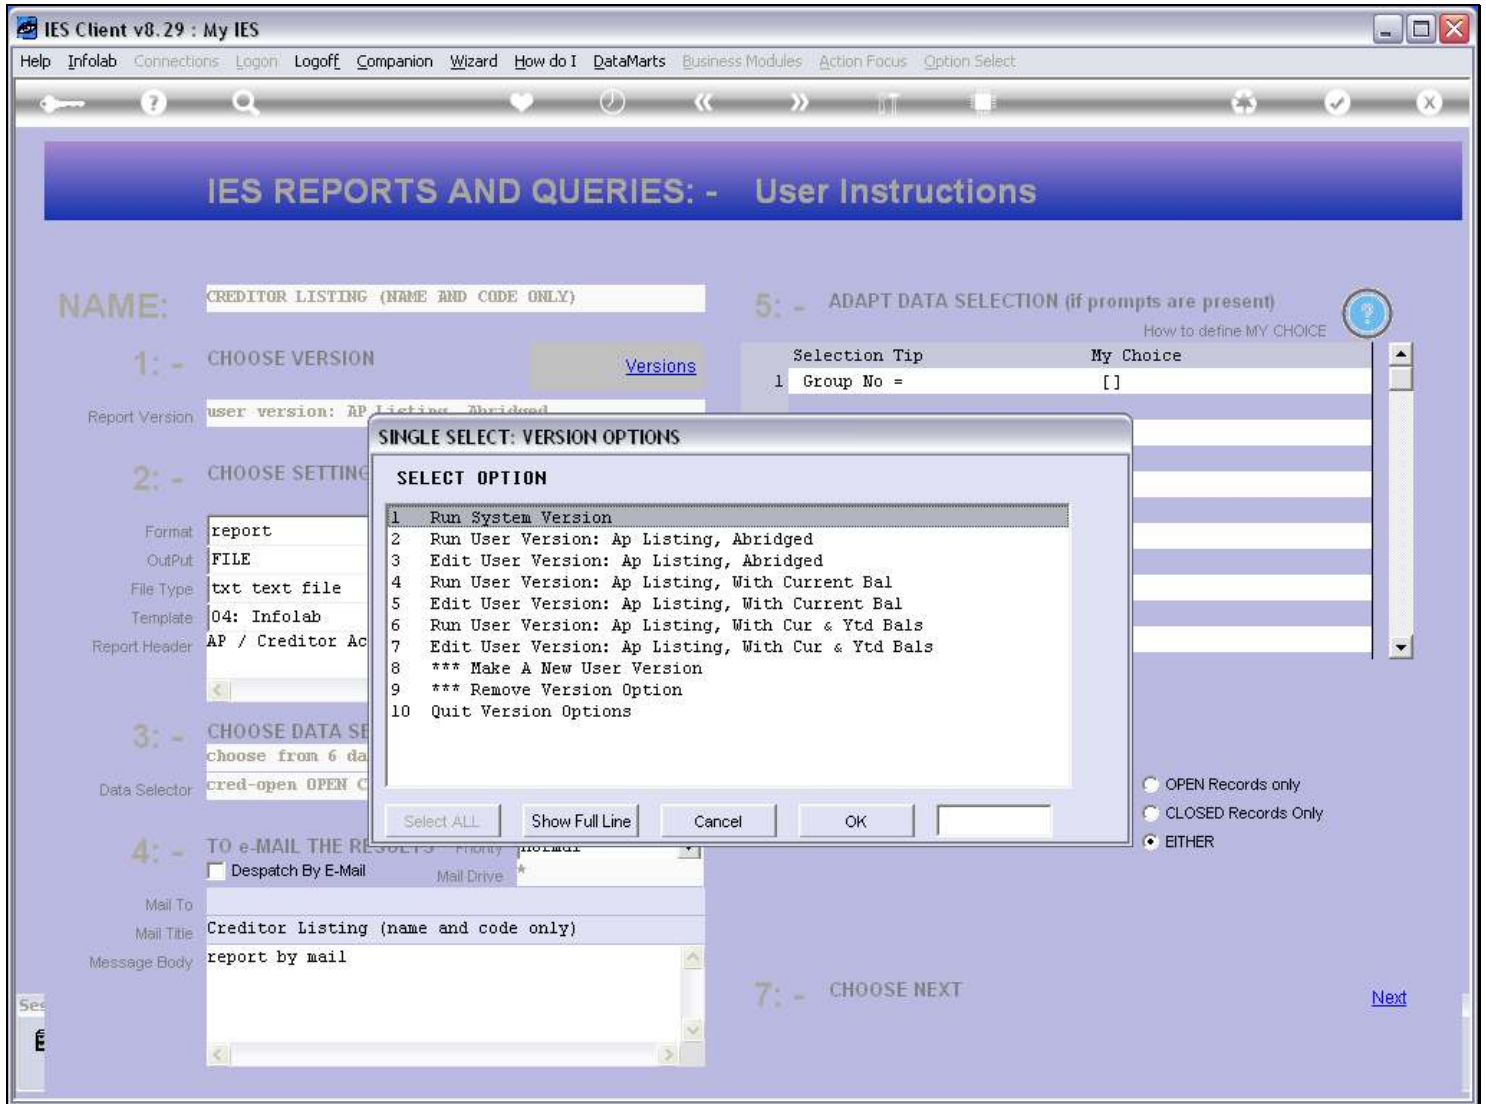 IES Client v8.29 : My IES
Help Infolab Connections Logon Logoff Companion Wizard How do I DataMarts Business Modules Action Focus Option Select
IES REPORTS AND QUERIES: - User Instructions
NAME: CREDITOR LISTING (NAME AND CODE ONLY)
1: - CHOOSE VERSION
Versions
Report Version user version: AP Listing, Abridged
2: - CHOOSE SETTING
Format report
OutPut FILE
File Type txt text file
Template 04: Infolab
Report Header AP / Creditor Ac
3: - CHOOSE DATA SE
choose from 6 da
Data Selector cred-open OPEN C
4: - TO e-MAIL THE RESULTS Priority normal
Despatch By E-Mail Mail Drive *
Mail To
Mail Title Creditor Listing (name and code only)
Message Body report by mail
5: - ADAPT DATA SELECTION (if prompts are present)
How to define MY CHOICE
Selection Tip My Choice
1 Group No = []
SINGLE SELECT: VERSION OPTIONS
SELECT OPTION
1 Run System Version
2 Run User Version: Ap Listing, Abridged
3 Edit User Version: Ap Listing, Abridged
4 Run User Version: Ap Listing, With Current Bal
5 Edit User Version: Ap Listing, With Current Bal
6 Run User Version: Ap Listing, With Cur & Ytd Bals
7 Edit User Version: Ap Listing, With Cur & Ytd Bals
8 *** Make A New User Version
9 *** Remove Version Option
10 Quit Version Options
Select ALL Show Full Line Cancel OK
OPEN Records only
CLOSED Records Only
EITHER
7: - CHOOSE NEXT
Next
Ses